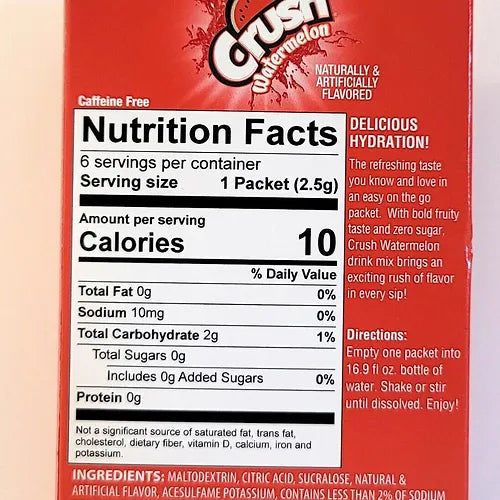 Crush
Watermelon
NATURALLY &
ARTIFICIALLY
FLAVORED
Caffeine Free
Nutrition Facts
6 servings per container
Serving size 1 Packet (2.5g)
Amount per serving
Calories 10
% Daily Value
Total Fat 0g 0%
Sodium 10mg 0%
Total Carbohydrate 2g 1%
Total Sugars 0g
Includes 0g Added Sugars 0%
Protein 0g
Not a significant source of saturated fat, trans fat,
cholesterol, dietary fiber, vitamin D, calcium, iron and
potassium.
DELICIOUS
HYDRATION!
The refreshing taste
you know and love in
an easy on the go
packet. With bold fruity
taste and zero sugar,
Crush Watermelon
drink mix brings an
exciting rush of flavor
in every sip!
Directions:
Empty one packet into
16.9 fl oz. bottle of
water. Shake or stir
until dissolved. Enjoy!
INGREDIENTS: MALTODEXTRIN, CITRIC ACID, SUCRALOSE, NATURAL &
ARTIFICIAL FLAVOR, ACESULFAME POTASSIUM, CONTAINS LESS THAN 2% OF SODIUM